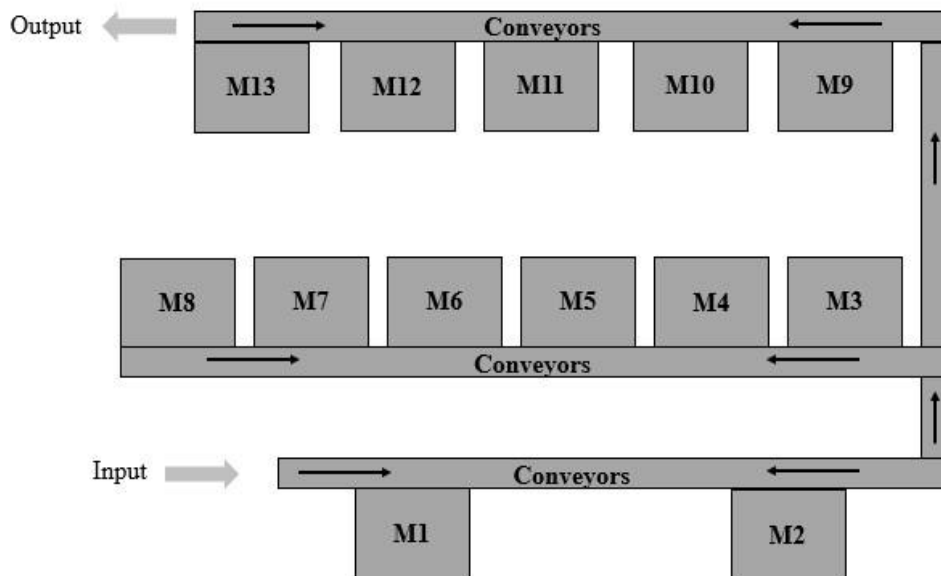 Output
Conveyors
M13 M12 M11 M10 M9
M8 M7 M6 M5 M4 M3
Conveyors
Input
Conveyors
M1 M2